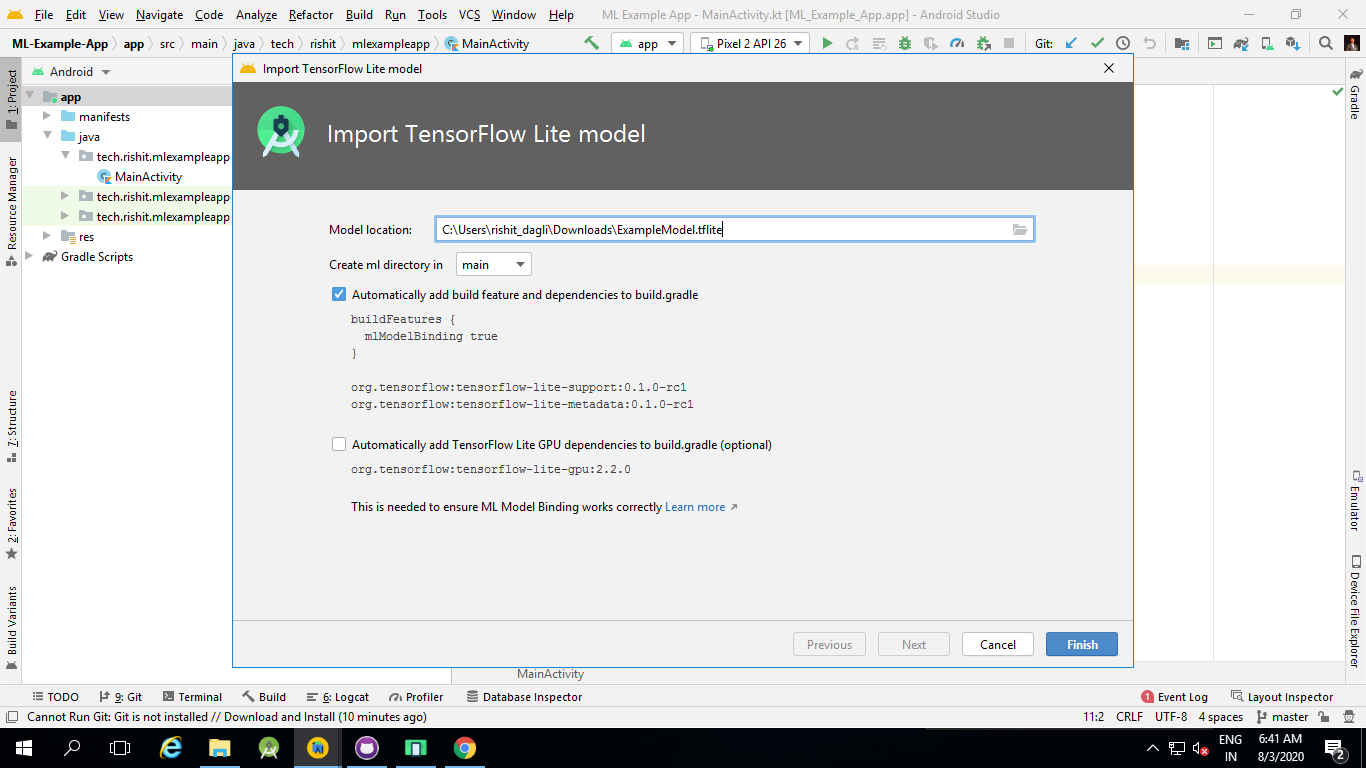 File Edit View Navigate Code Analyze Refactor Build Run Tools VCS Window Help ML Example App - MainActivity.kt [ML_Example_App.app] - Android Studio
ML-Example-App app src main java tech rishit mlexampleapp MainActivity app Pixel 2 API 26 Git:
Android
Import TensorFlow Lite model
Import TensorFlow Lite model
app
manifests
java
tech.rishit.mlexampleapp
MainActivity
tech.rishit.mlexampleapp
tech.rishit.mlexampleapp
res
Gradle Scripts
Model location: C:\Users\rishit_dagli\Downloads\ExampleModel.tflite
Create ml directory in main
Automatically add build feature and dependencies to build.gradle
buildFeatures {
mlModelBinding true
}
org.tensorflow:tensorflow-lite-support:0.1.0-rc1
org.tensorflow:tensorflow-lite-metadata:0.1.0-rc1
Automatically add TensorFlow Lite GPU dependencies to build.gradle (optional)
org.tensorflow:tensorflow-lite-gpu:2.2.0
This is needed to ensure ML Model Binding works correctly Learn more
Previous Next Cancel Finish
MainActivity
1: Project
Resource Manager
7: Structure
2: Favorites
Build Variants
Gradle
Emulator
Device File Explorer
TODO 9: Git Terminal Build 6: Logcat Profiler Database Inspector 1 Event Log Layout Inspector
Cannot Run Git: Git is not installed // Download and Install (10 minutes ago) 11:2 CRLF UTF-8 4 spaces master
ENG 6:41 AM
IN 8/3/2020 2